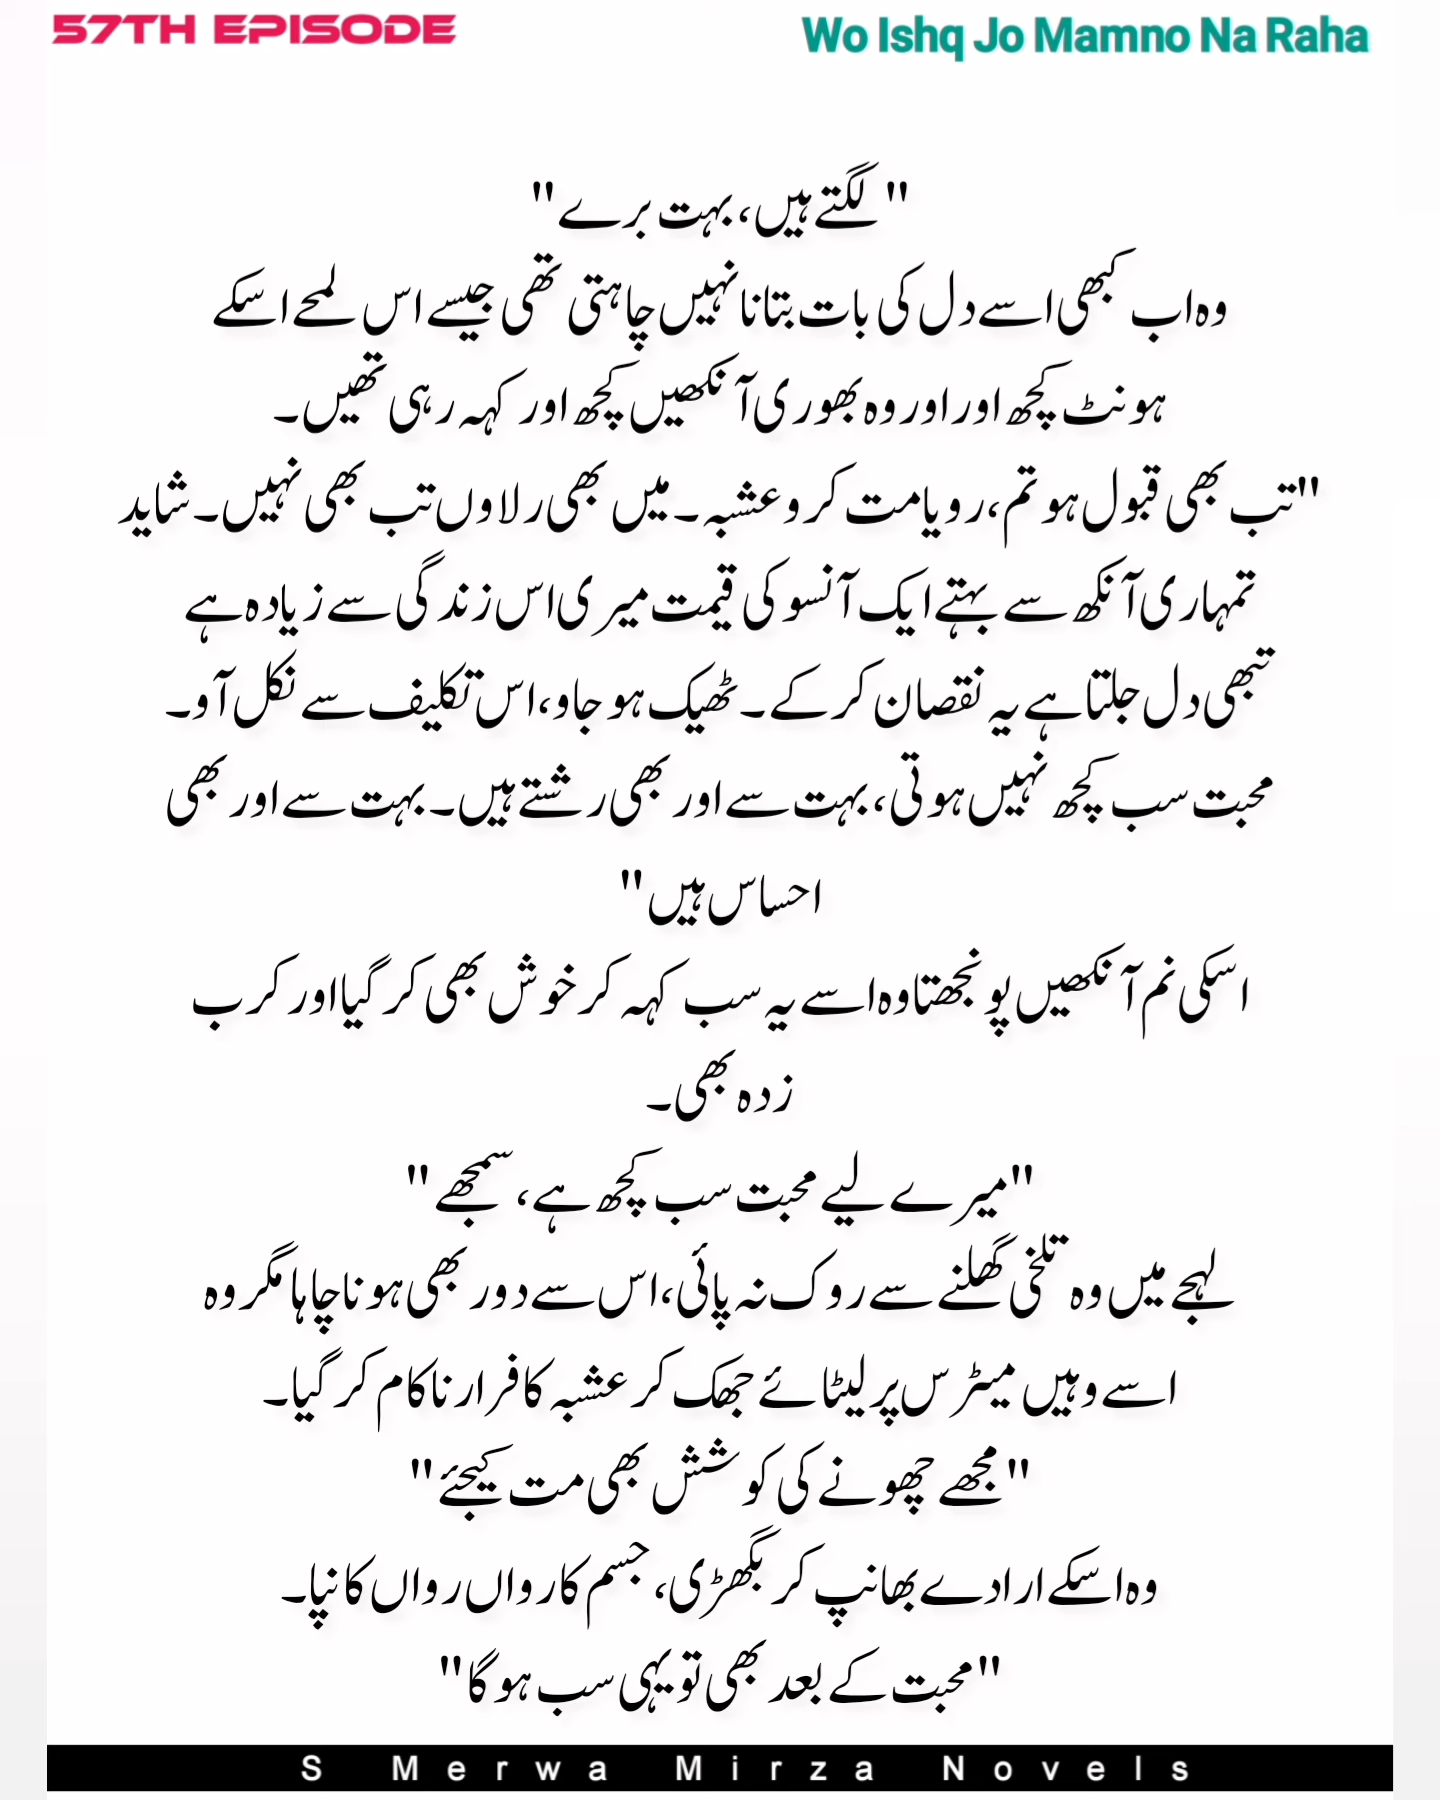 57TH EPISODE
Wo Ishq Jo Mamno Na Raha
"لگتے ہیں، بہت برے"
وہ اب کبھی اسے دل کی بات بتانا نہیں چاہتی تھی جیسے اس لمحے اسکے
ہونٹ کچھ اور اور وہ بھوری آنکھیں کچھ اور کہہ رہی تھیں۔
"تب بھی قبول ہو تم، رویا مت کرو عشبہ۔ میں بھی رلاوں تب بھی نہیں۔ شاید
تمہاری آنکھ سے بہتے ایک آنسو کی قیمت میری اس زندگی سے زیادہ ہے
تبھی دل جلتا ہے یہ نقصان کر کے۔ ٹھیک ہو جاو، اس تکلیف سے نکل آو۔
محبت سب کچھ نہیں ہوتی، بہت سے اور بھی رشتے ہیں۔ بہت سے اور بھی
احساس ہیں"
اسکی نم آنکھیں پونجھتا وہ اسے یہ سب کہہ کر خوش بھی کر گیا اور کرب
زدہ بھی۔
"میرے لیے محبت سب کچھ ہے، سمجھے"
لہجے میں وہ تلخی گھلنے سے روک نہ پائی، اس سے دور بھی ہونا چاہا مگر وہ
اسے وہیں میٹرس پر لیٹائے جھک کر عشبہ کا فرار ناکام کر گیا۔
"مجھے چھونے کی کوشش بھی مت کیجئے"
وہ اسکے ارادے بھانپ کر بگھڑی، جسم کا رواں رواں کانپا۔
"محبت کے بعد بھی تو یہی سب ہو گا"
S Merwa Mirza Novels